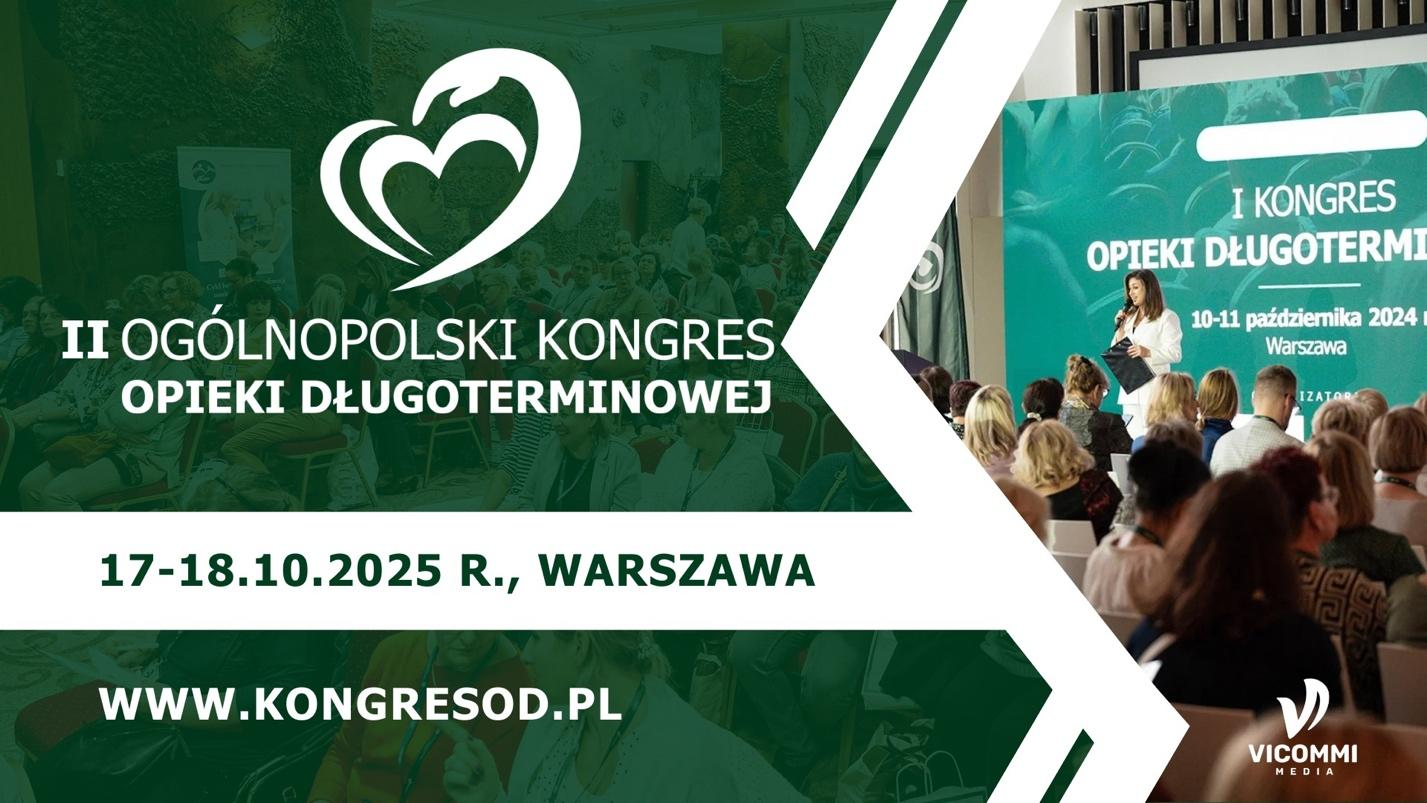 II OGÓLNOPOLSKI KONGRES
OPIEKI DŁUGOTERMINOWEJ
17-18.10.2025 R., WARSZAWA
WWW.KONGRESOD.PL
I KONGRES
OPIEKI DŁUGOTERMI
10-11 października 2024 r
Warszawa
VICOMMI
MEDIA